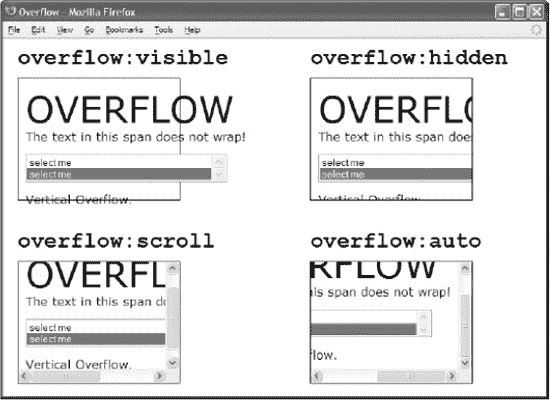 Overflow - Mozilla Firefox
File Edit View Go Bookmarks Tools Help
overflow:visible
OVERFLOW
The text in this span does not wrap!
select me
select me
Vertical Overflow.
overflow:hidden
OVERFLO
The text in this span does
select me
select me
Vertical Overflow.
overflow:scroll
OVERFL
The text in this
select me
select me
Vertical Overflow.
overflow:auto
RFLOW
is span does not wrap!
flow.